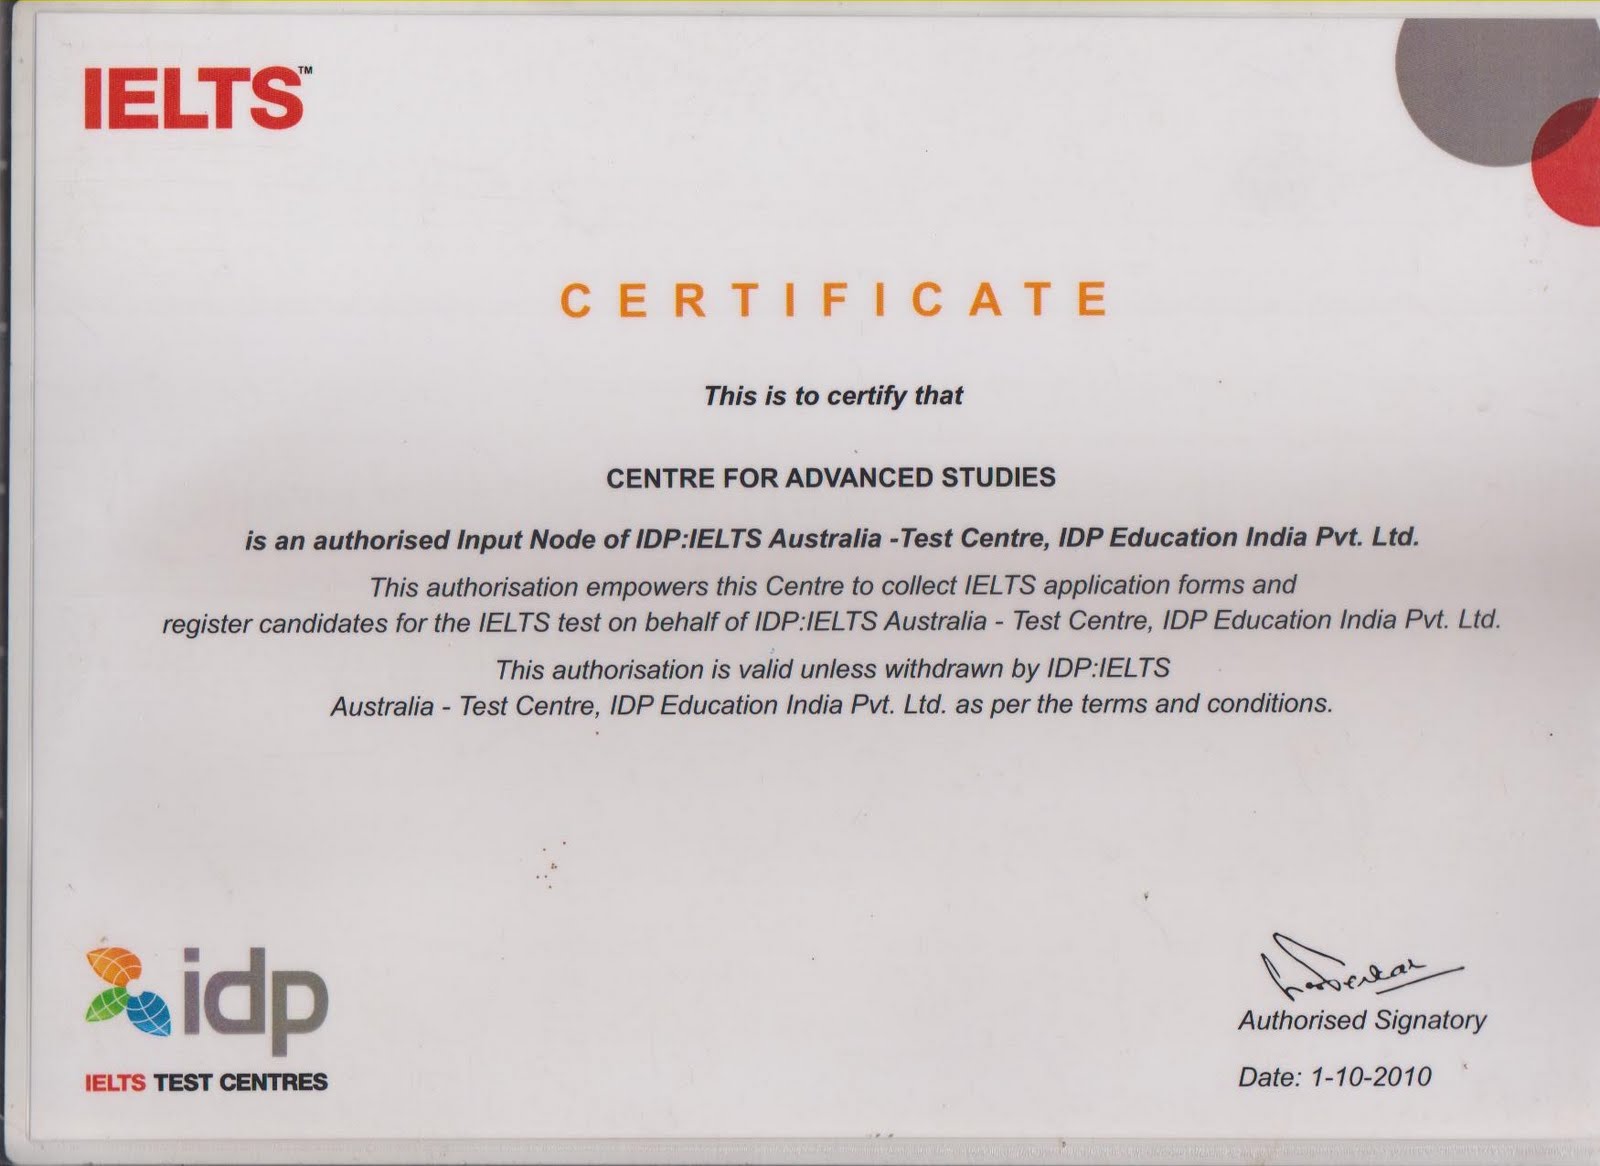 IELTS™
CERTIFICATE
This is to certify that
CENTRE FOR ADVANCED STUDIES
is an authorised Input Node of IDP:IELTS Australia -Test Centre, IDP Education India Pvt. Ltd.
This authorisation empowers this Centre to collect IELTS application forms and
register candidates for the IELTS test on behalf of IDP:IELTS Australia - Test Centre, IDP Education India Pvt. Ltd.
This authorisation is valid unless withdrawn by IDP:IELTS
Australia - Test Centre, IDP Education India Pvt. Ltd. as per the terms and conditions.
idp
IELTS TEST CENTRES
Authorised Signatory
Date: 1-10-2010